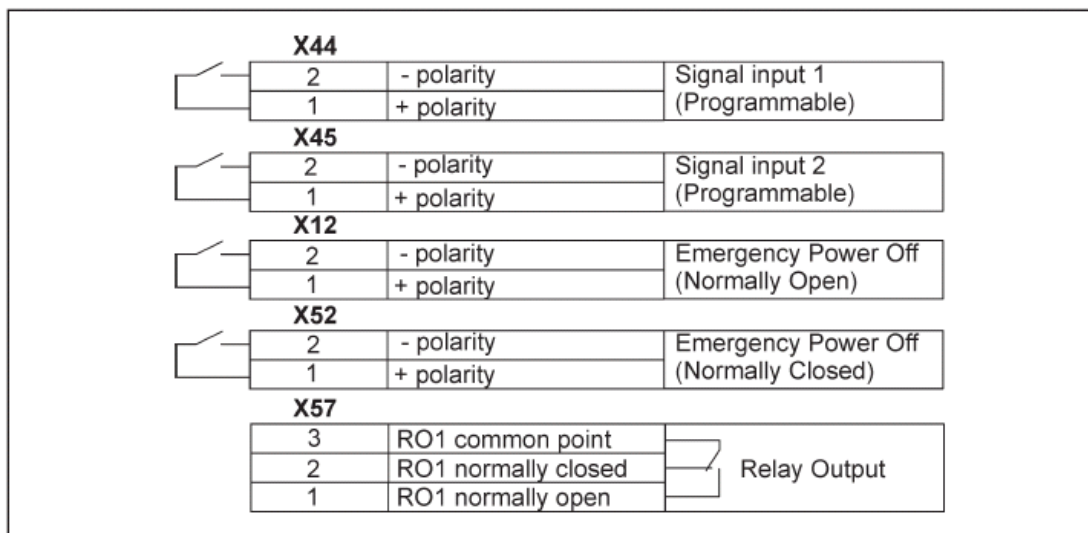 X44
2 - polarity Signal input 1
1 + polarity (Programmable)
X45
2 - polarity Signal input 2
1 + polarity (Programmable)
X12
2 - polarity Emergency Power Off
1 + polarity (Normally Open)
X52
2 - polarity Emergency Power Off
1 + polarity (Normally Closed)
X57
3 RO1 common point
2 RO1 normally closed Relay Output
1 RO1 normally open